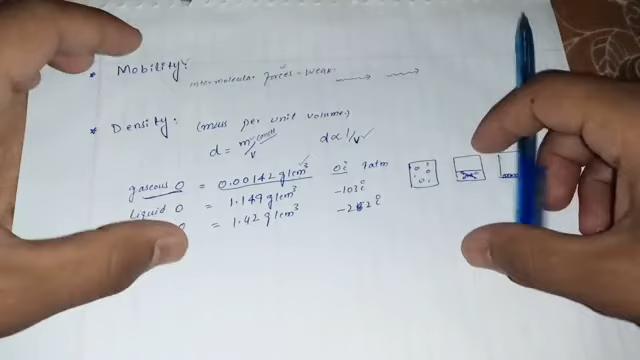 * Mobility:
intermolecular forces - weak
* Density: (mass per unit volume)
d = m/v (const) d ∝ 1/v
gaseous O = 0.00142 g/cm³ 0° 1atm
Liquid O = 1.149 g/cm³
O = 1.42 g/cm³